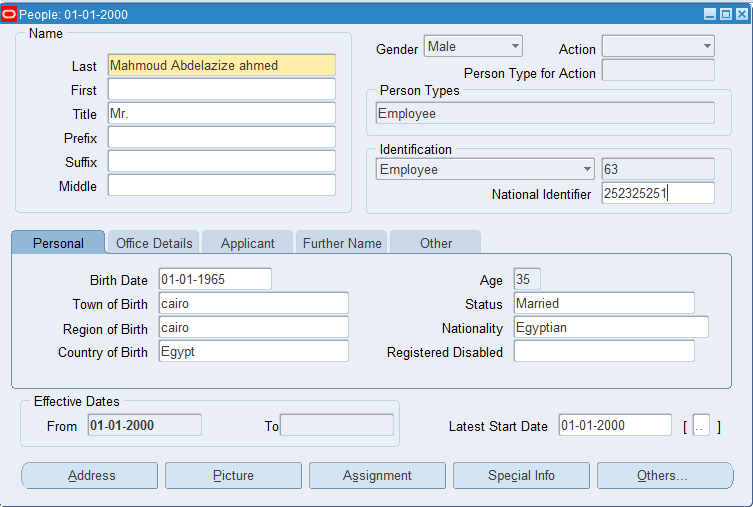 People: 01-01-2000
Name
Last Mahmoud Abdelazize ahmed
First
Title Mr.
Prefix
Suffix
Middle
Gender Male Action
Person Type for Action
Person Types
Employee
Identification
Employee 63
National Identifier 252325251
Personal Office Details Applicant Further Name Other
Birth Date 01-01-1965 Age 35
Town of Birth cairo Status Married
Region of Birth cairo Nationality Egyptian
Country of Birth Egypt Registered Disabled
Effective Dates
From 01-01-2000 To Latest Start Date 01-01-2000 [ .. ]
Address Picture Assignment Special Info Others...